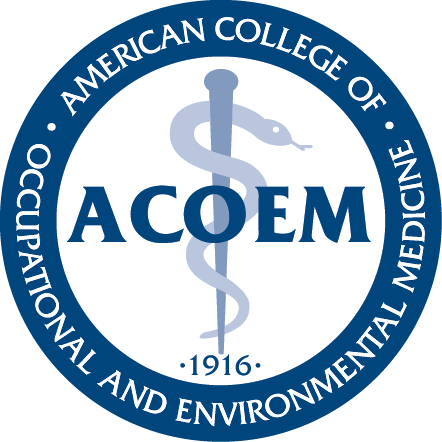 AMERICAN COLLEGE OF
• OCCUPATIONAL AND ENVIRONMENTAL MEDICINE •
ACOEM
·1916·